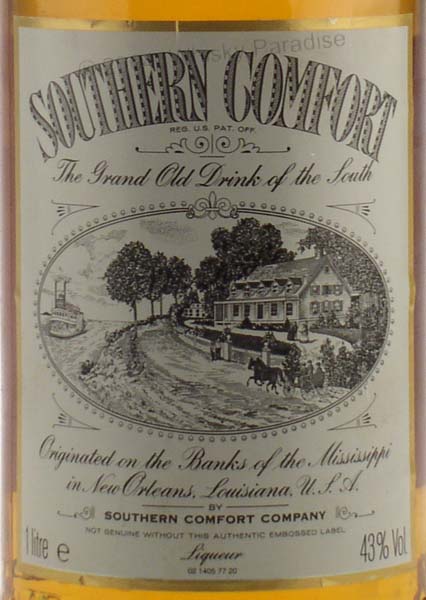 Whisky Paradise
SOUTHERN COMFORT
REG. U.S. PAT. OFF.
The Grand Old Drink of the South
Originated on the Banks of the Mississippi
in New Orleans, Louisiana, U.S.A.
BY
SOUTHERN COMFORT COMPANY
NOT GENUINE WITHOUT THIS AUTHENTIC EMBOSSED LABEL
1 litre e
Liqueur
43% Vol.
02 1405 77 20